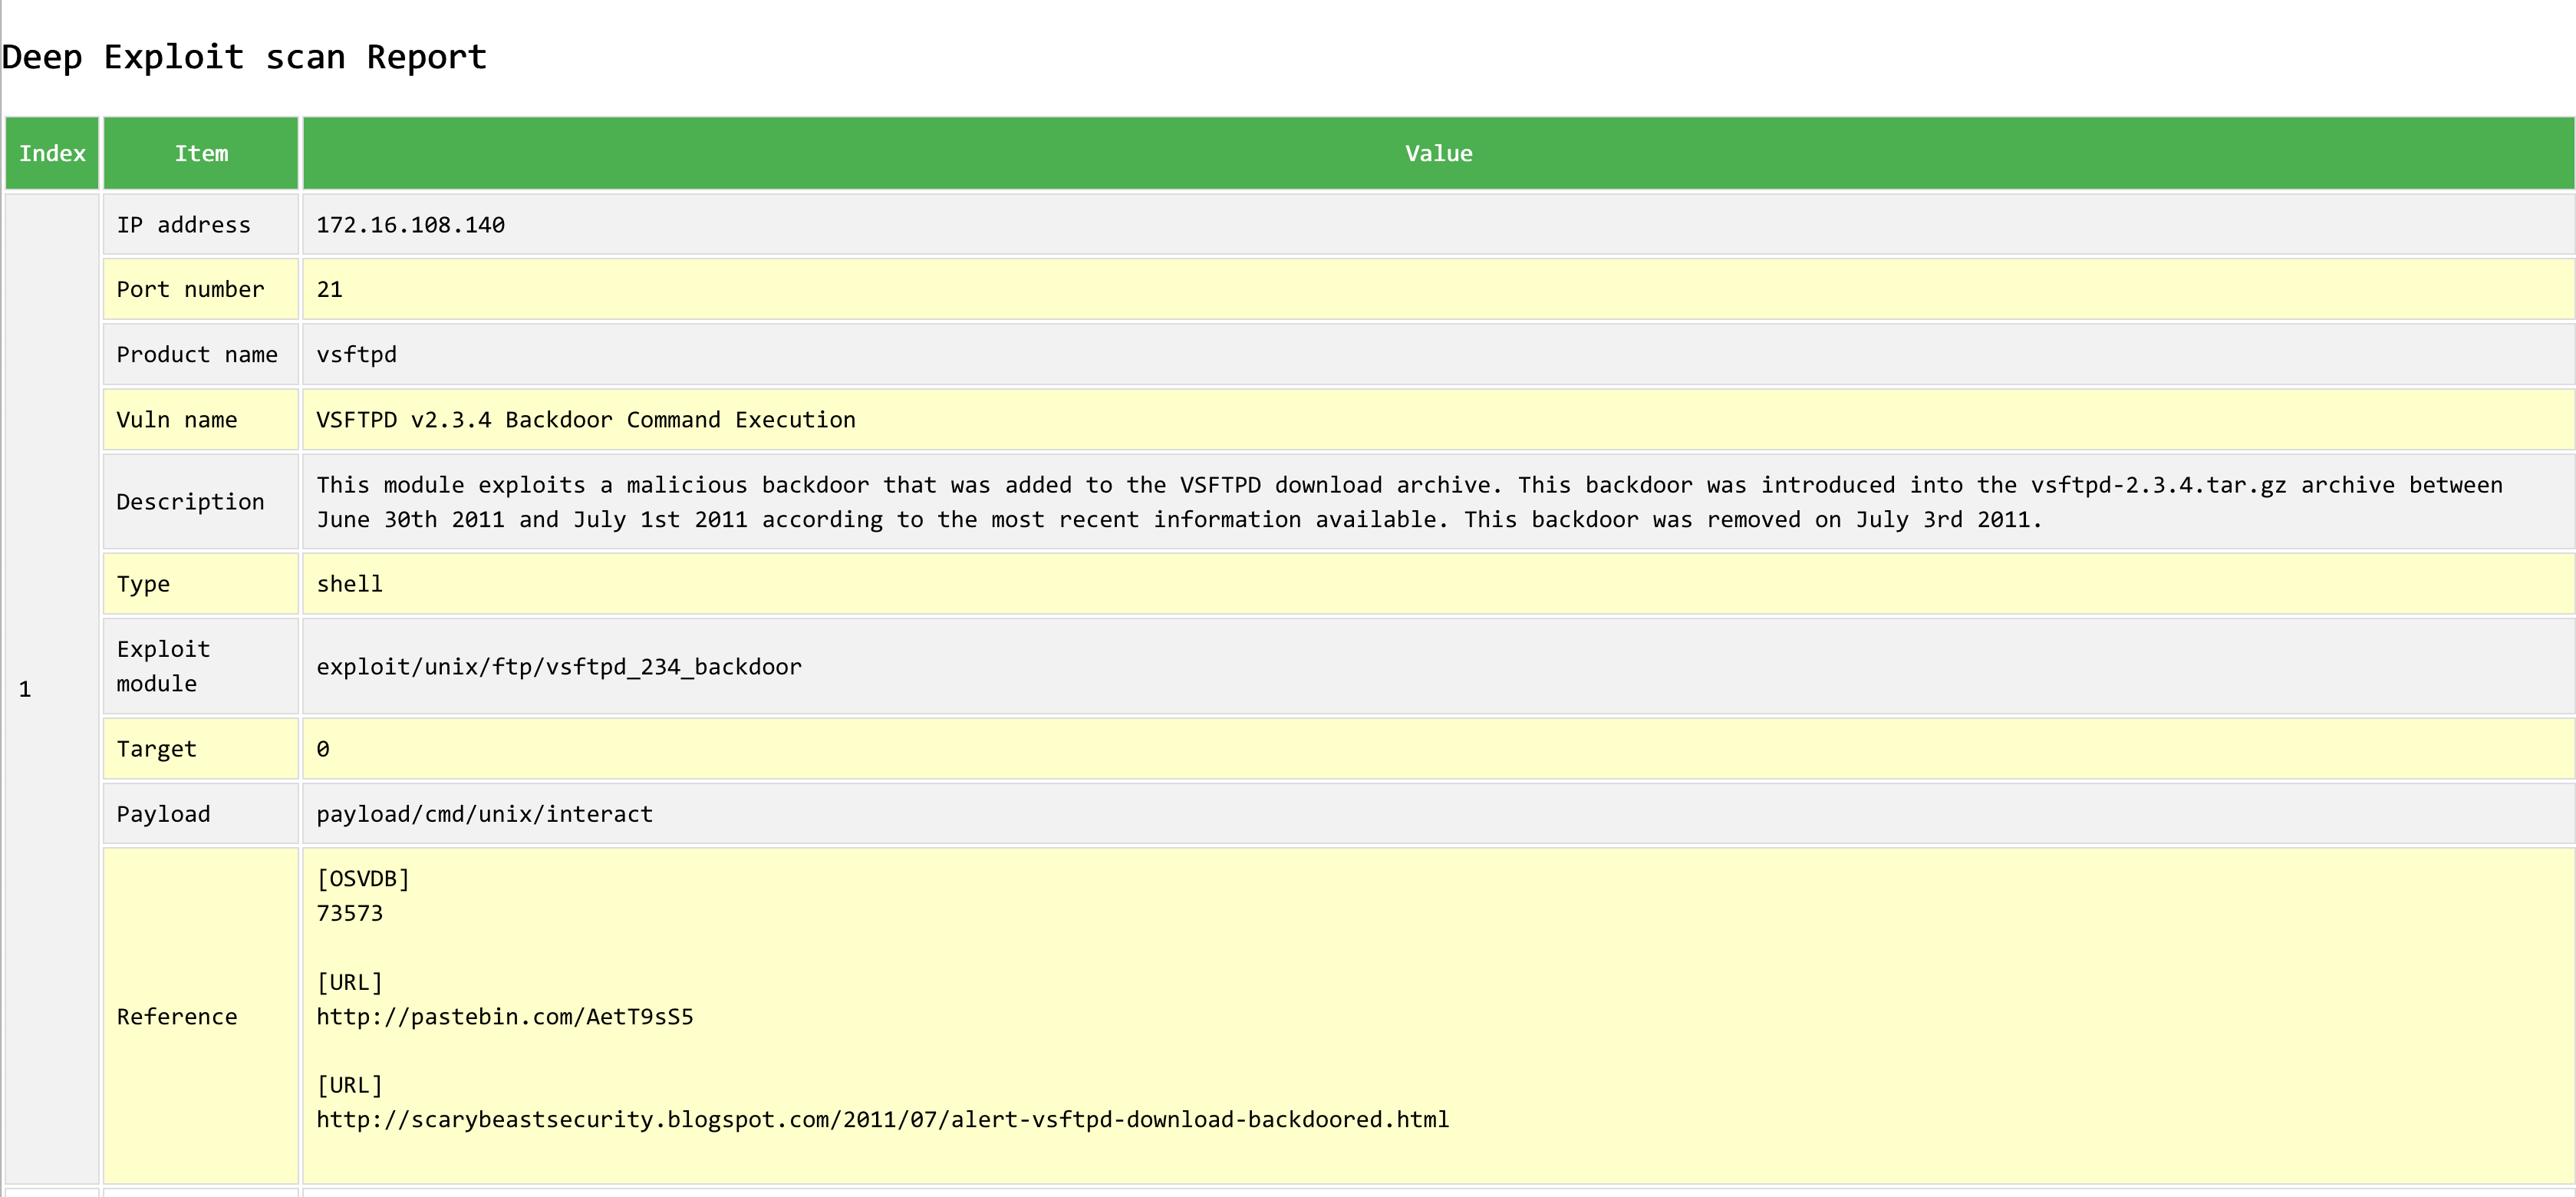 Deep Exploit scan Report
Index Item Value
1
IP address 172.16.108.140
Port number 21
Product name vsftpd
Vuln name VSFTPD v2.3.4 Backdoor Command Execution
Description This module exploits a malicious backdoor that was added to the VSFTPD download archive. This backdoor was introduced into the vsftpd-2.3.4.tar.gz archive between
June 30th 2011 and July 1st 2011 according to the most recent information available. This backdoor was removed on July 3rd 2011.
Type shell
Exploit
module exploit/unix/ftp/vsftpd_234_backdoor
Target 0
Payload payload/cmd/unix/interact
Reference
[OSVDB]
73573
[URL]
http://pastebin.com/AetT9sS5
[URL]
http://scarybeastsecurity.blogspot.com/2011/07/alert-vsftpd-download-backdoored.html